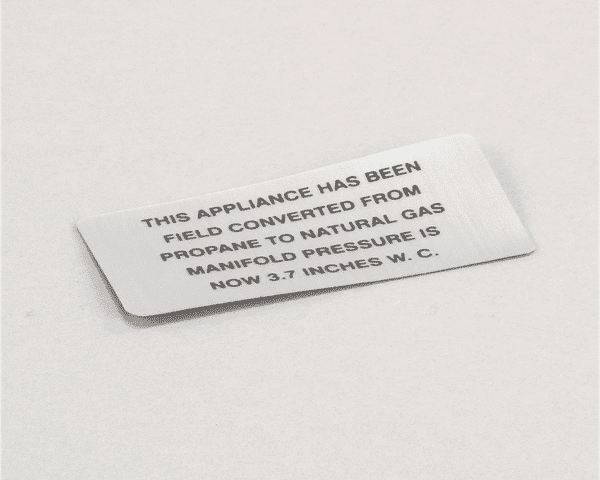 THIS APPLIANCE HAS BEEN
FIELD CONVERTED FROM
PROPANE TO NATURAL GAS
MANIFOLD PRESSURE IS
NOW 3.7 INCHES W. C.